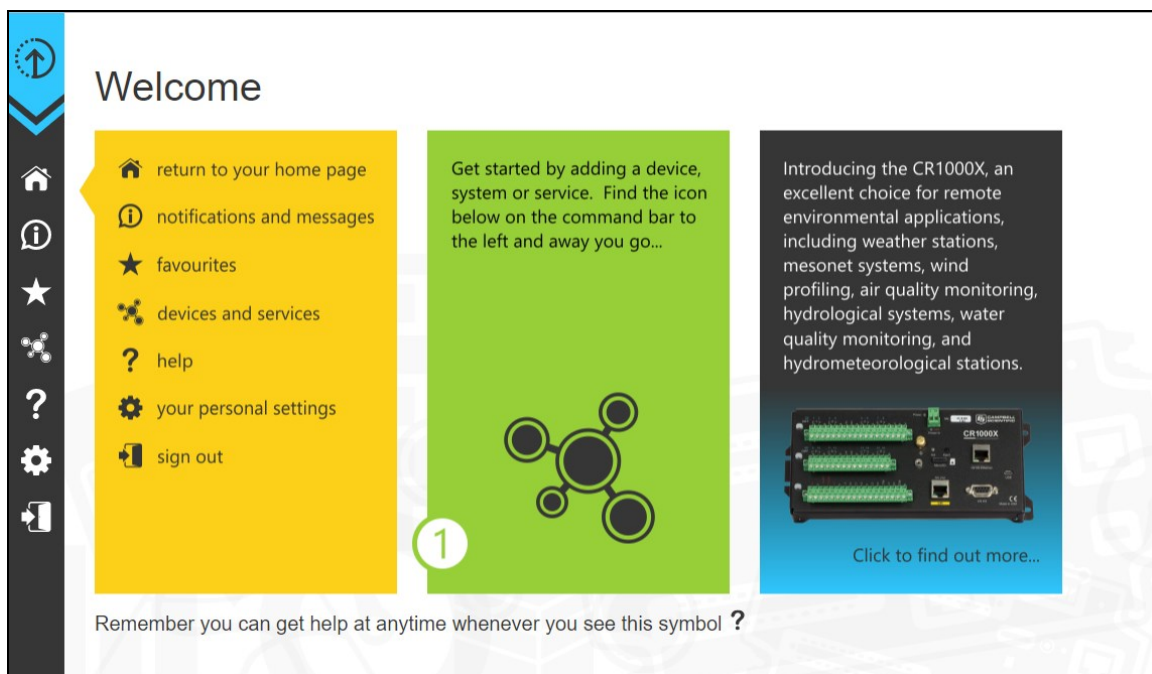 Welcome
return to your home page
notifications and messages
favourites
devices and services
? help
your personal settings
sign out
Get started by adding a device,
system or service. Find the icon
below on the command bar to
the left and away you go...
1
Introducing the CR1000X, an
excellent choice for remote
environmental applications,
including weather stations,
mesonet systems, wind
profiling, air quality monitoring,
hydrological systems, water
quality monitoring, and
hydrometeorological stations.
CAMPBELL
SCIENTIFIC
CR1000X
Click to find out more...
Remember you can get help at anytime whenever you see this symbol ?